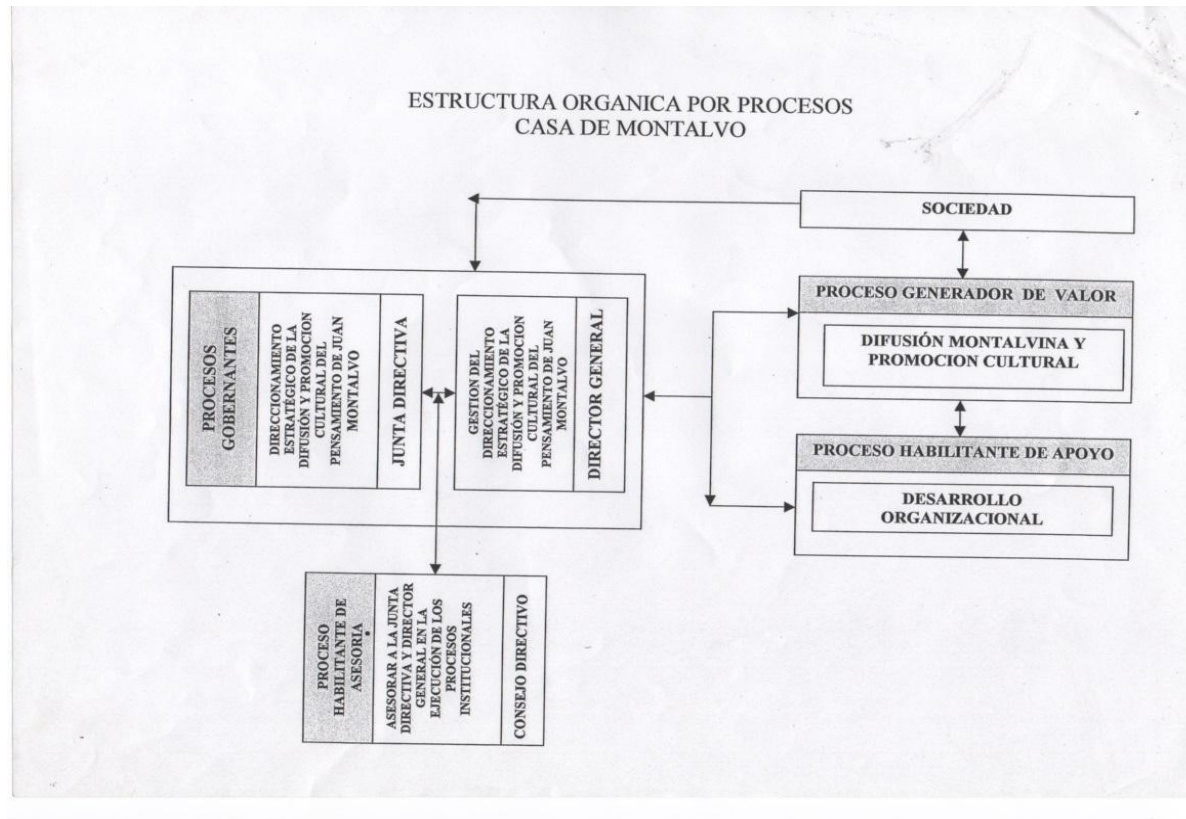 ESTRUCTURA ORGANICA POR PROCESOS
CASA DE MONTALVO
SOCIEDAD
PROCESOS
GOBERNANTES
DIRECCIONAMIENTO
ESTRATÉGICO DE LA
DIFUSIÓN Y PROMOCION
CULTURAL DEL
PENSAMIENTO DE JUAN
MONTALVO
JUNTA DIRECTIVA
GESTION DEL
DIRECCIONAMIENTO
ESTRATÉGICO DE LA
DIFUSIÓN Y PROMOCION
CULTURAL DEL
PENSAMIENTO DE JUAN
MONTALVO
DIRECTOR GENERAL
PROCESO GENERADOR DE VALOR
DIFUSIÓN MONTALVINA Y
PROMOCION CULTURAL
PROCESO HABILITANTE DE APOYO
DESARROLLO
ORGANIZACIONAL
PROCESO
HABILITANTE DE
ASESORIA
ASESORAR A LA JUNTA
DIRECTIVA Y DIRECTOR
GENERAL EN LA
EJECUCIÓN DE LOS
PROCESOS
INSTITUCIONALES
CONSEJO DIRECTIVO